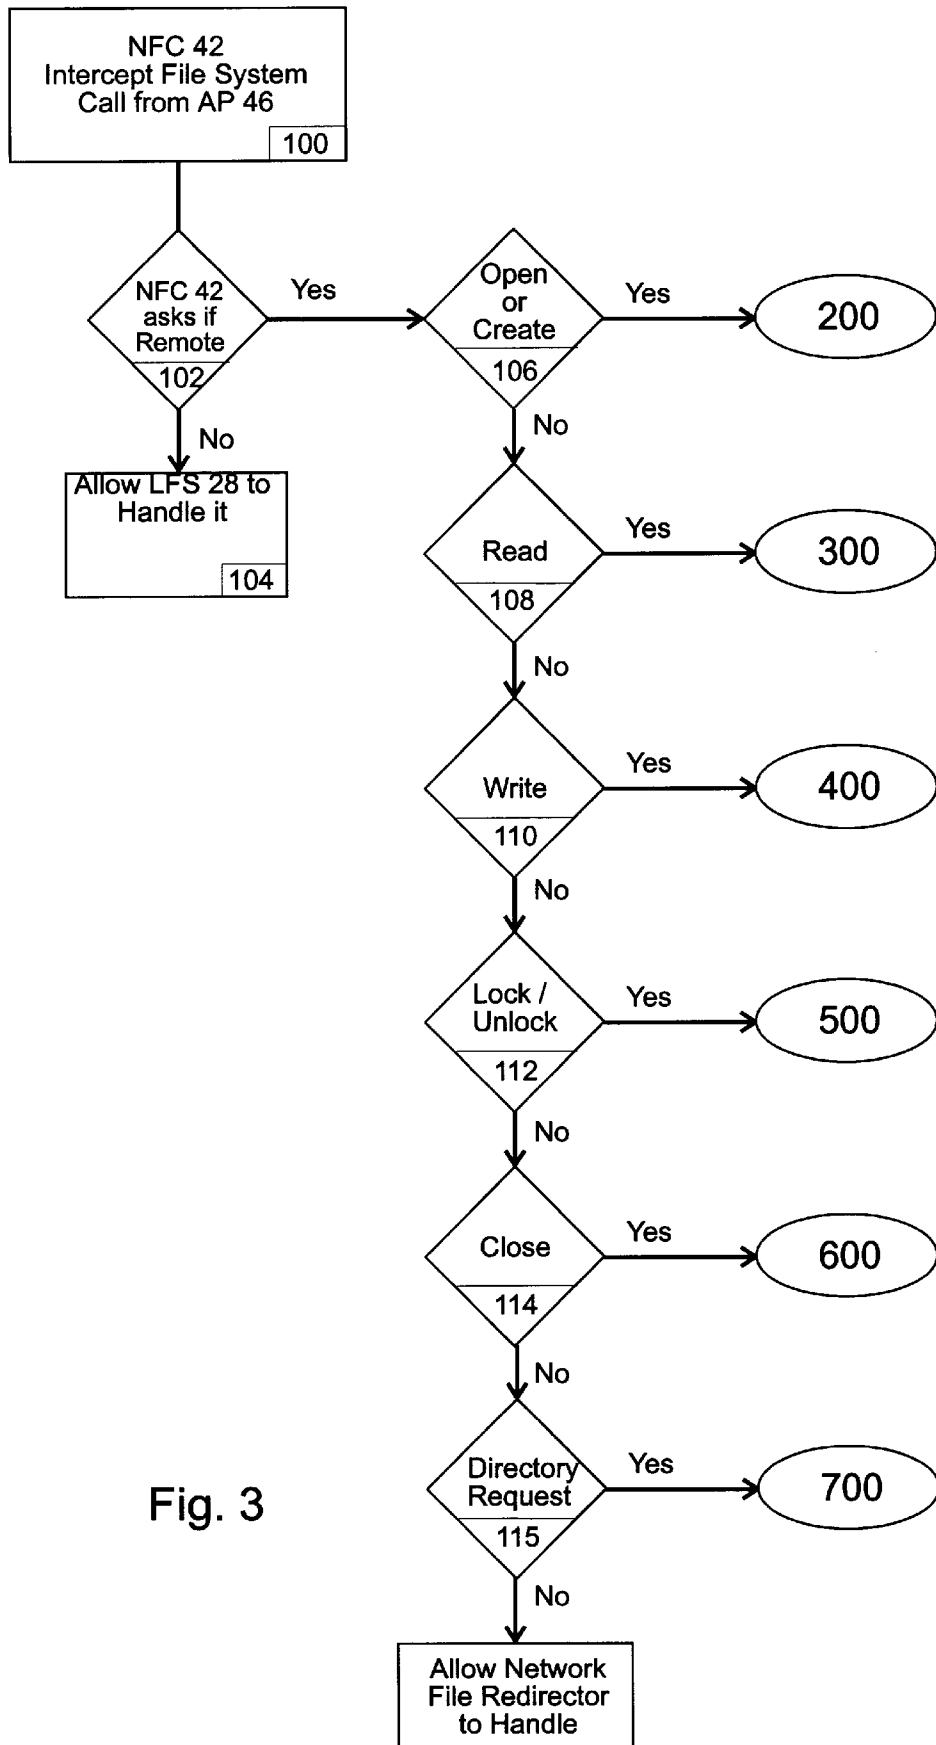 NFC 42
Intercept File System
Call from AP 46
100
NFC 42
asks if
Remote
102
Yes
No
Allow LFS 28 to
Handle it
104
Open
or
Create
106
Yes
200
No
Read
108
Yes
300
No
Write
110
Yes
400
No
Lock /
Unlock
112
Yes
500
No
Close
114
Yes
600
No
Directory
Request
115
Yes
700
No
Allow Network
File Redirector
to Handle
Fig. 3